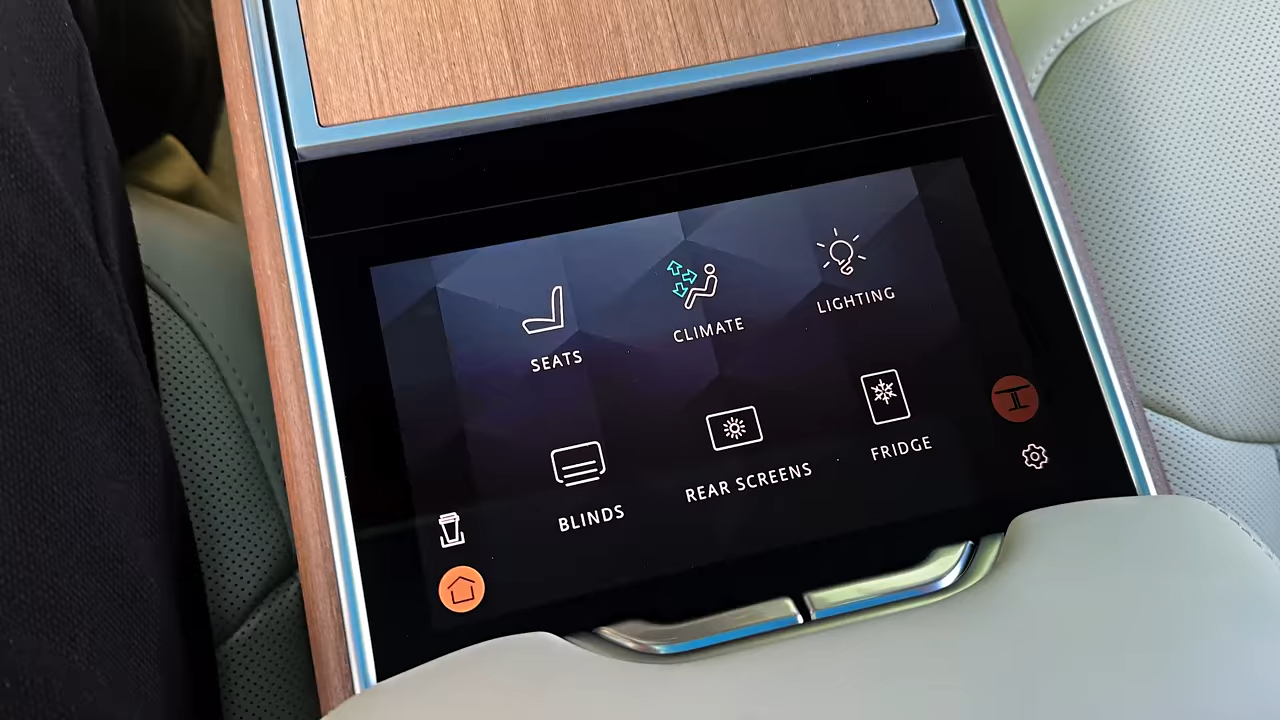 SEATS
CLIMATE
LIGHTING
BLINDS
REAR SCREENS
FRIDGE